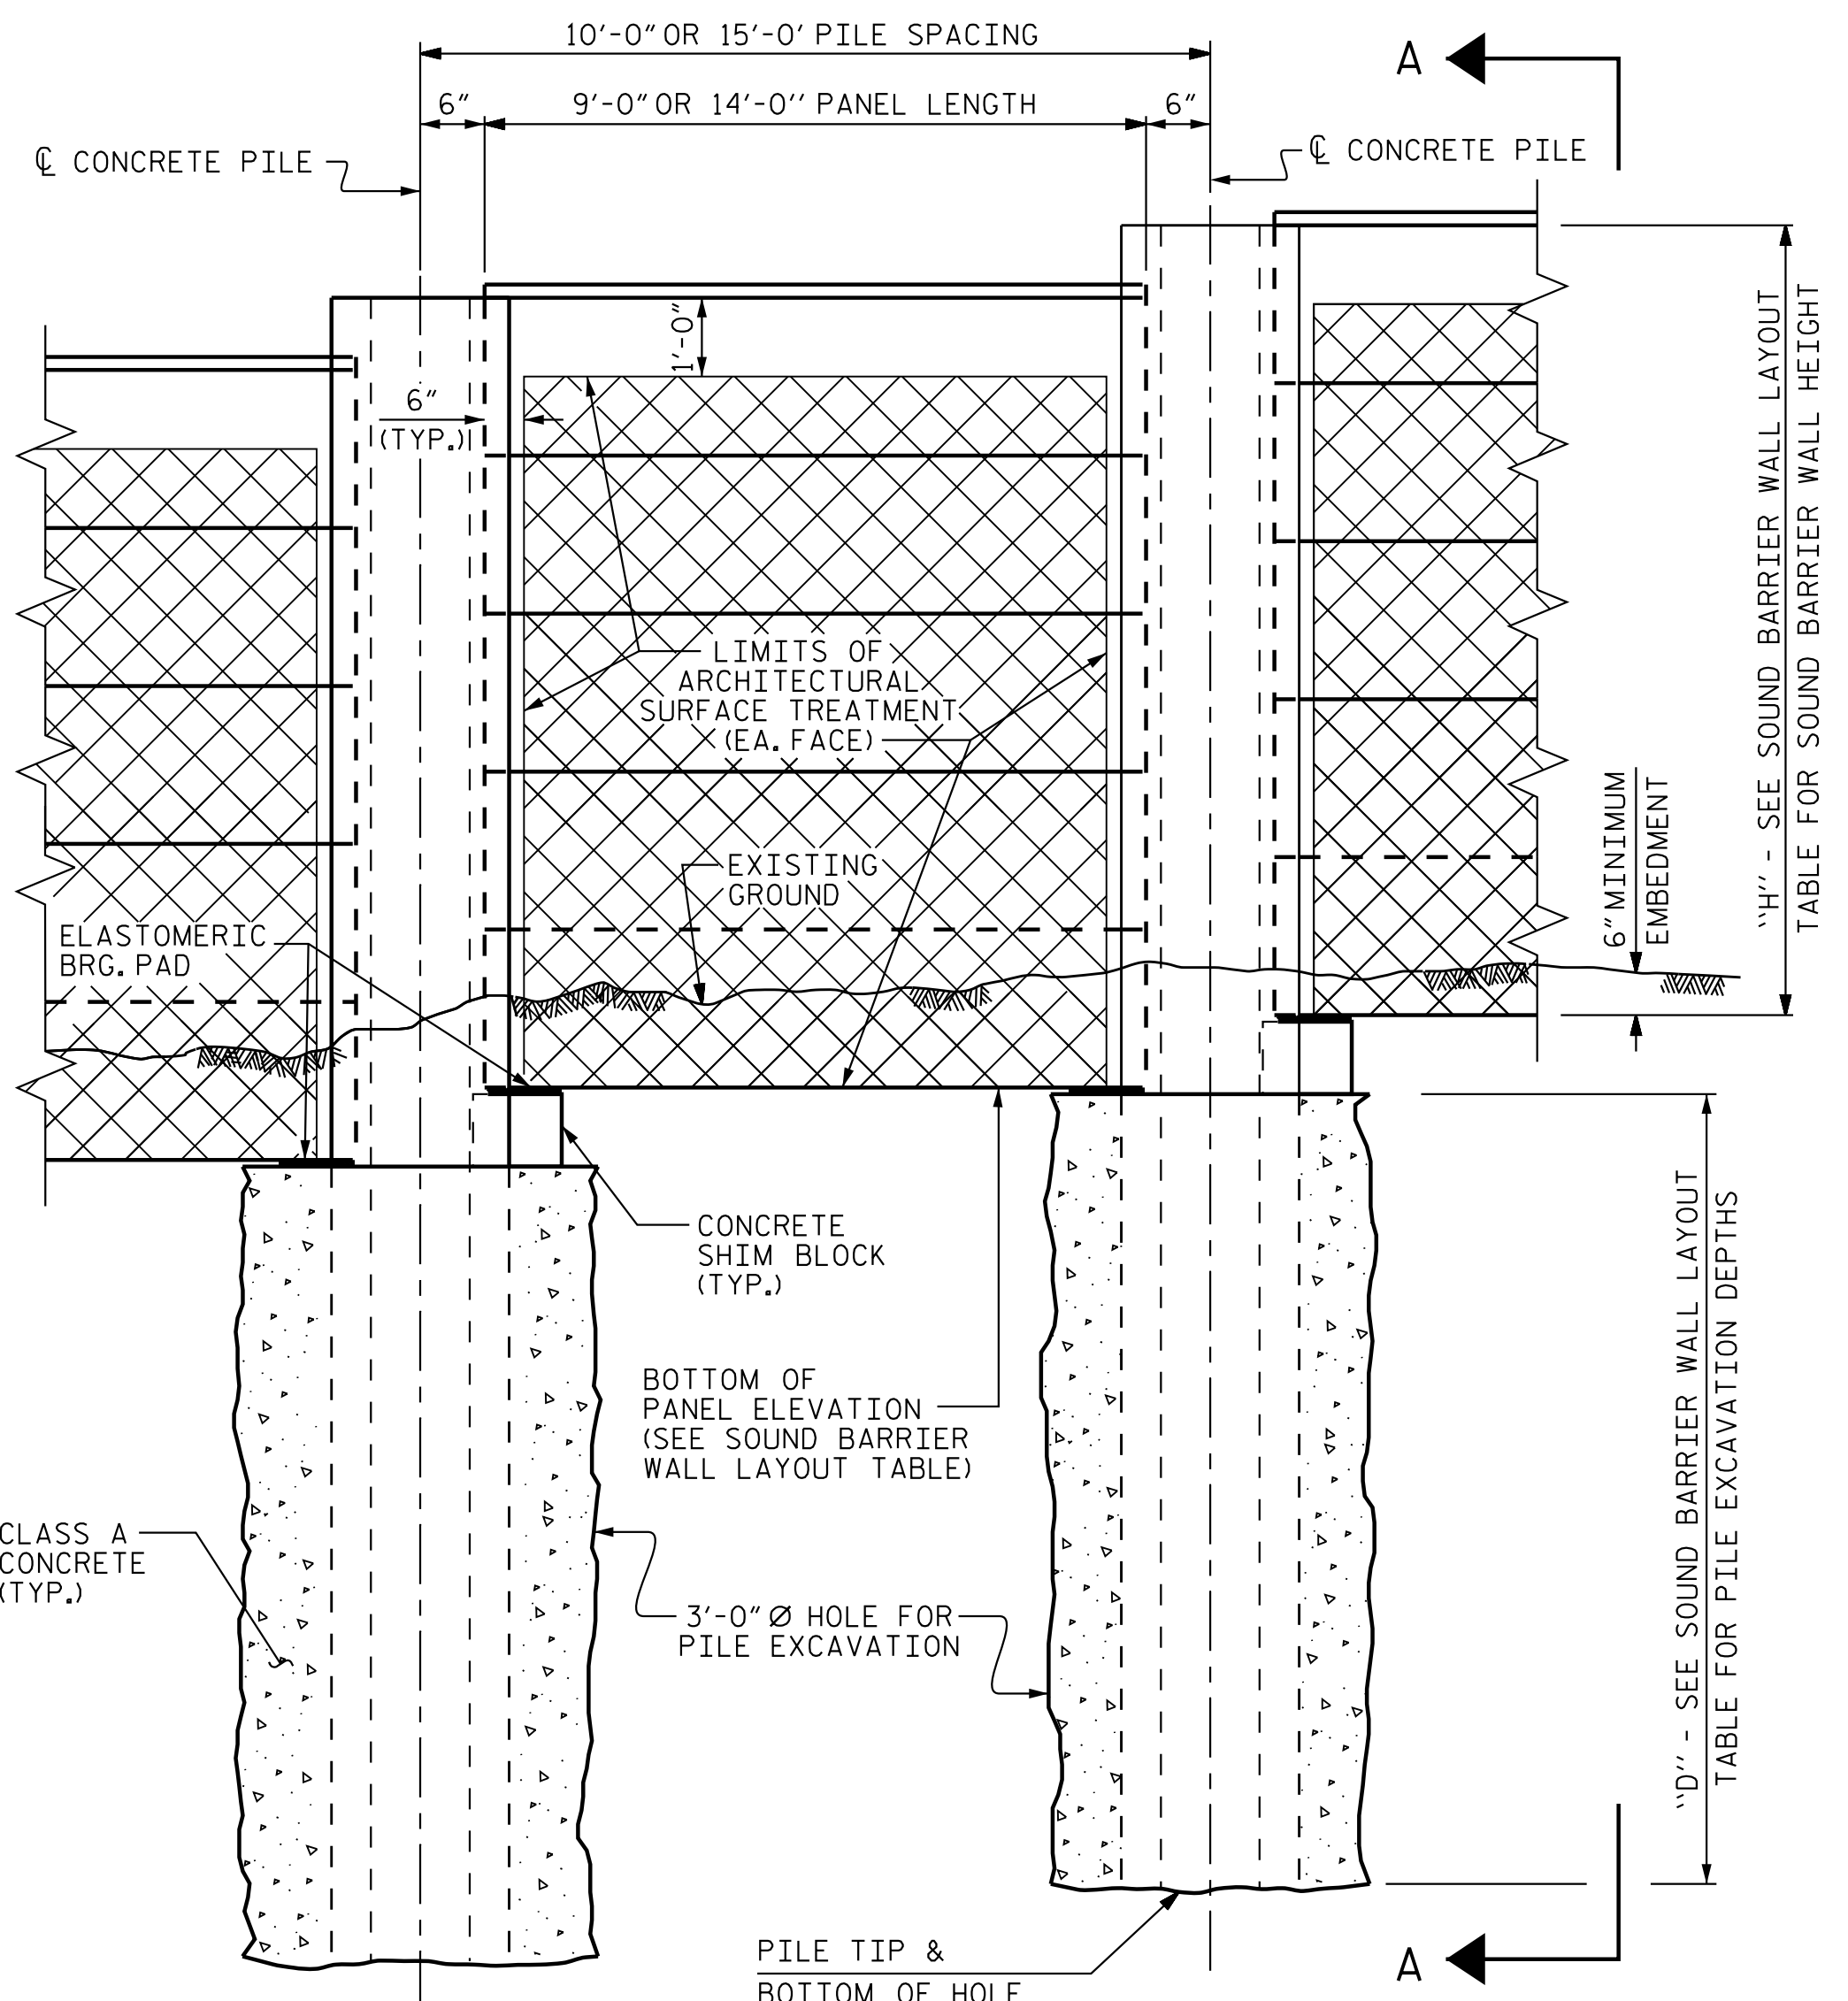 10'-0" OR 15'-0' PILE SPACING
A
6"
9'-0" OR 14'-0'' PANEL LENGTH
6"
℄ CONCRETE PILE
℄ CONCRETE PILE
1'-0"
6"
(TYP.)
LIMITS OF
ARCHITECTURAL
SURFACE TREATMENT
(EA. FACE)
EXISTING
GROUND
ELASTOMERIC
BRG. PAD
"H" - SEE SOUND BARRIER WALL LAYOUT
TABLE FOR SOUND BARRIER WALL HEIGHT
6" MINIMUM
EMBEDMENT
CONCRETE
SHIM BLOCK
(TYP.)
BOTTOM OF
PANEL ELEVATION
(SEE SOUND BARRIER
WALL LAYOUT TABLE)
CLASS A
CONCRETE
(TYP.)
3'-0" Ø HOLE FOR
PILE EXCAVATION
"D" - SEE SOUND BARRIER WALL LAYOUT
TABLE FOR PILE EXCAVATION DEPTHS
PILE TIP &
BOTTOM OF HOLE
A